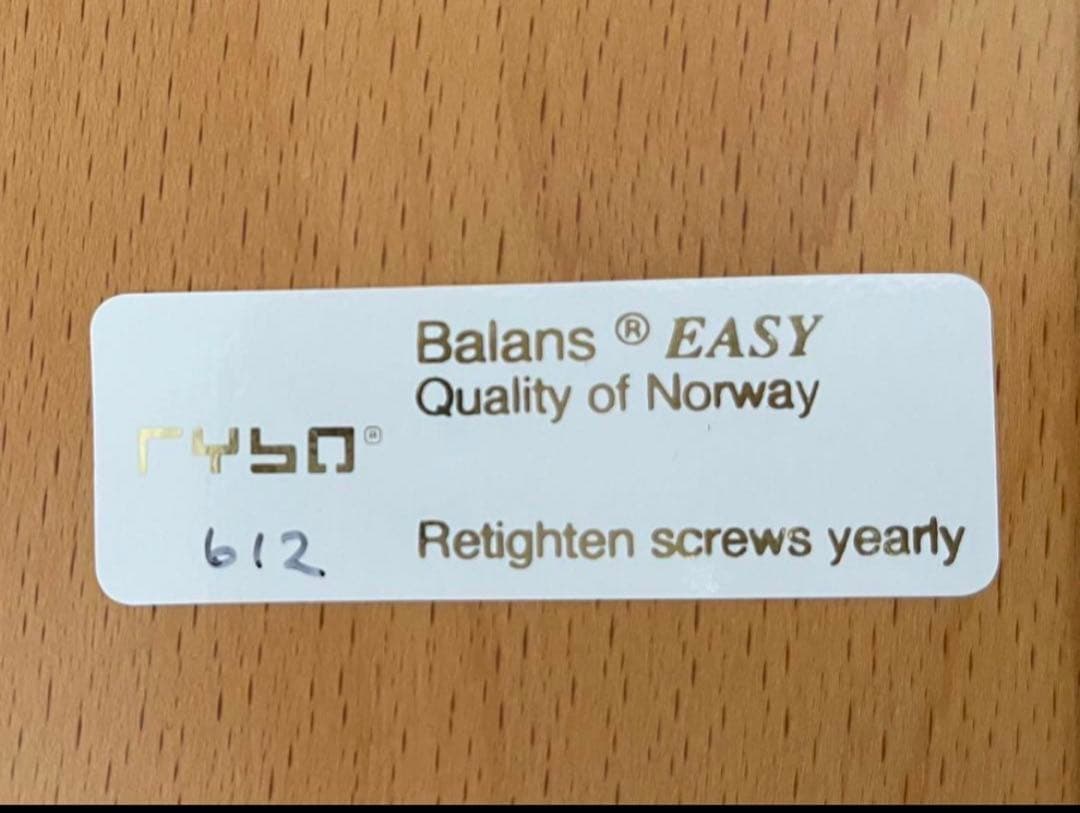 Balans ® EASY
Quality of Norway
rybo®
612
Retighten screws yearly